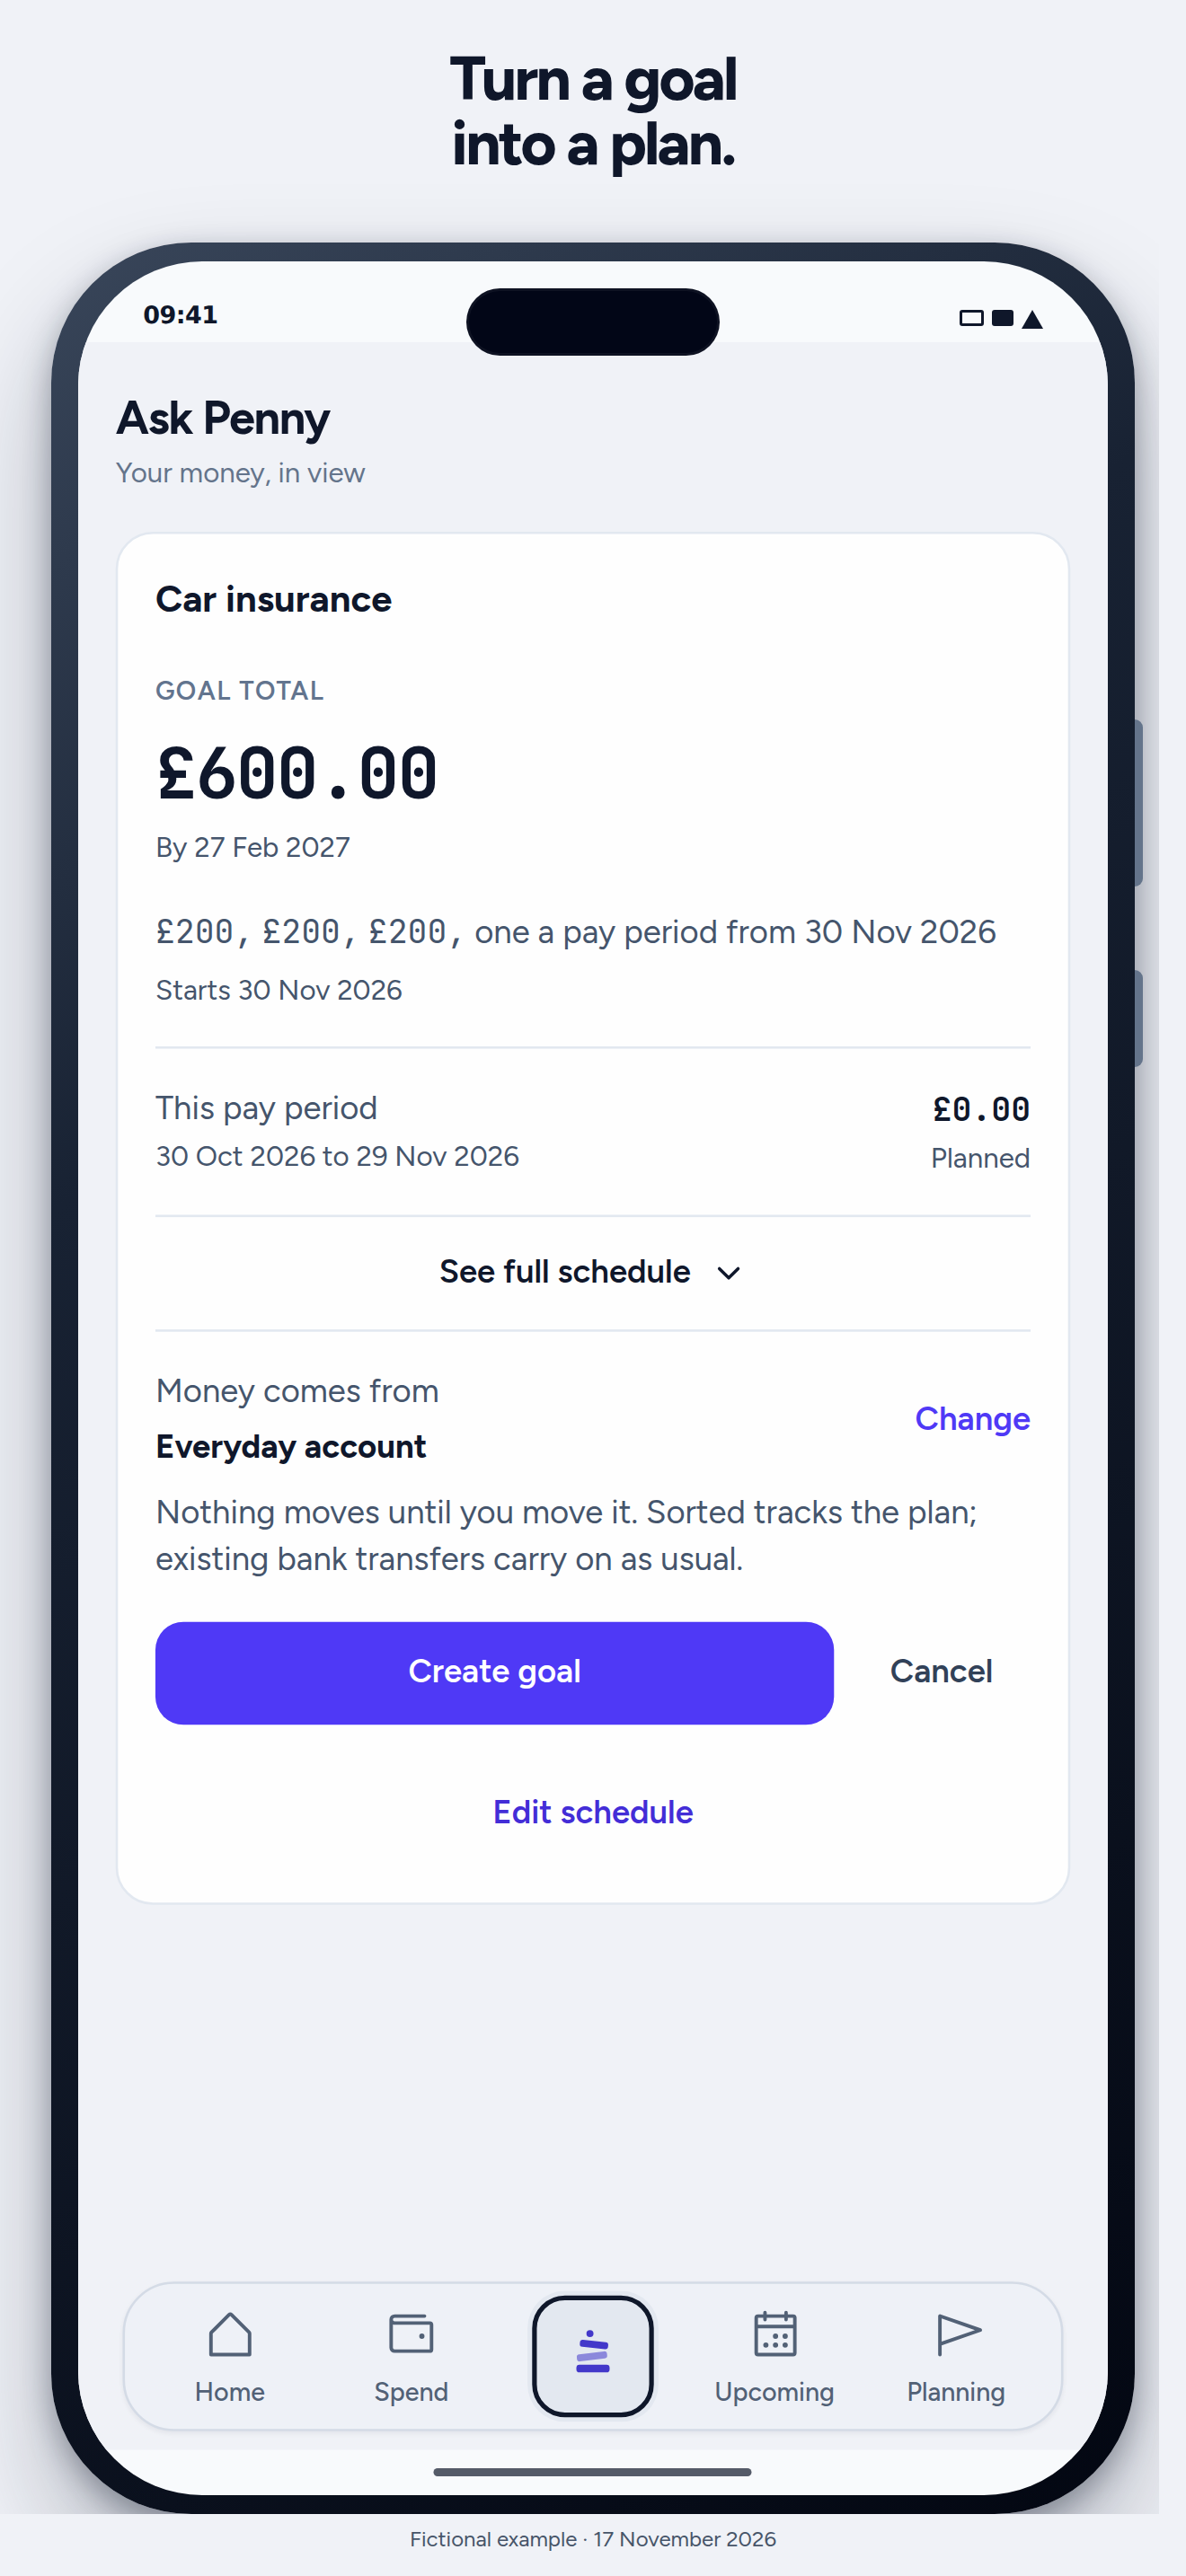 Turn a goal
into a plan.
09:41
Ask Penny
Your money, in view
Car insurance
GOAL TOTAL
£600.00
By 27 Feb 2027
£200, £200, £200, one a pay period from 30 Nov 2026
Starts 30 Nov 2026
This pay period
£0.00
30 Oct 2026 to 29 Nov 2026
Planned
See full schedule
Money comes from
Change
Everyday account
Nothing moves until you move it. Sorted tracks the plan;
existing bank transfers carry on as usual.
Create goal
Cancel
Edit schedule
Home
Spend
Upcoming
Planning
Fictional example · 17 November 2026